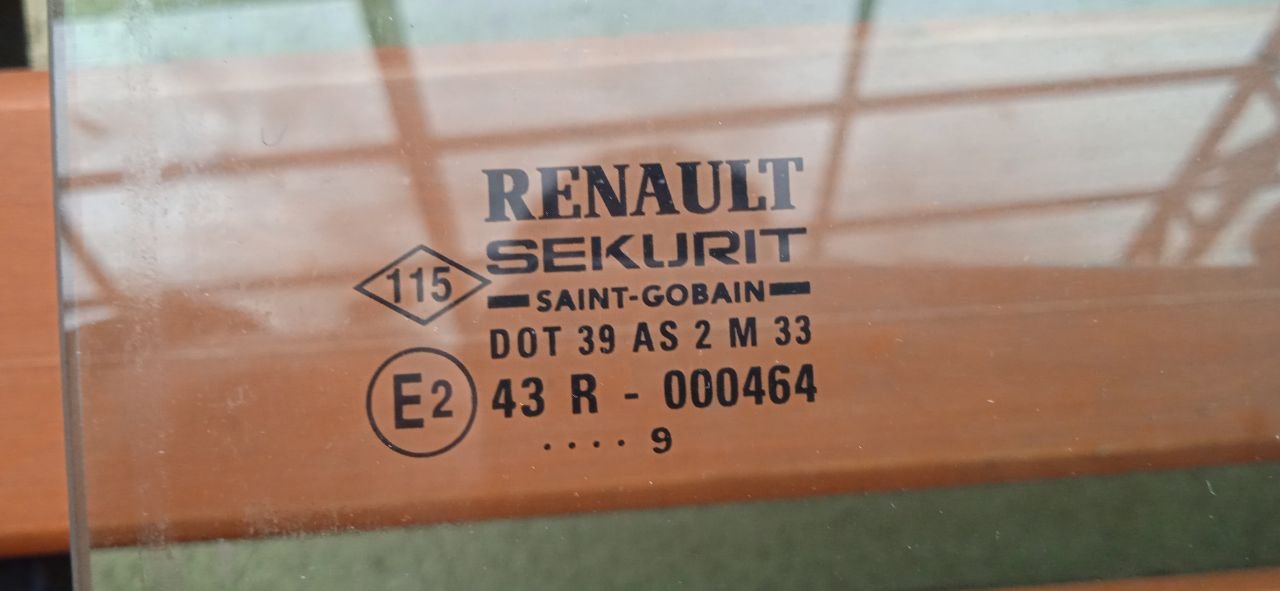 RENAULT
SEKURIT
115
SAINT-GOBAIN
DOT 39 AS 2 M 33
E2 43 R - 000464
.... 9